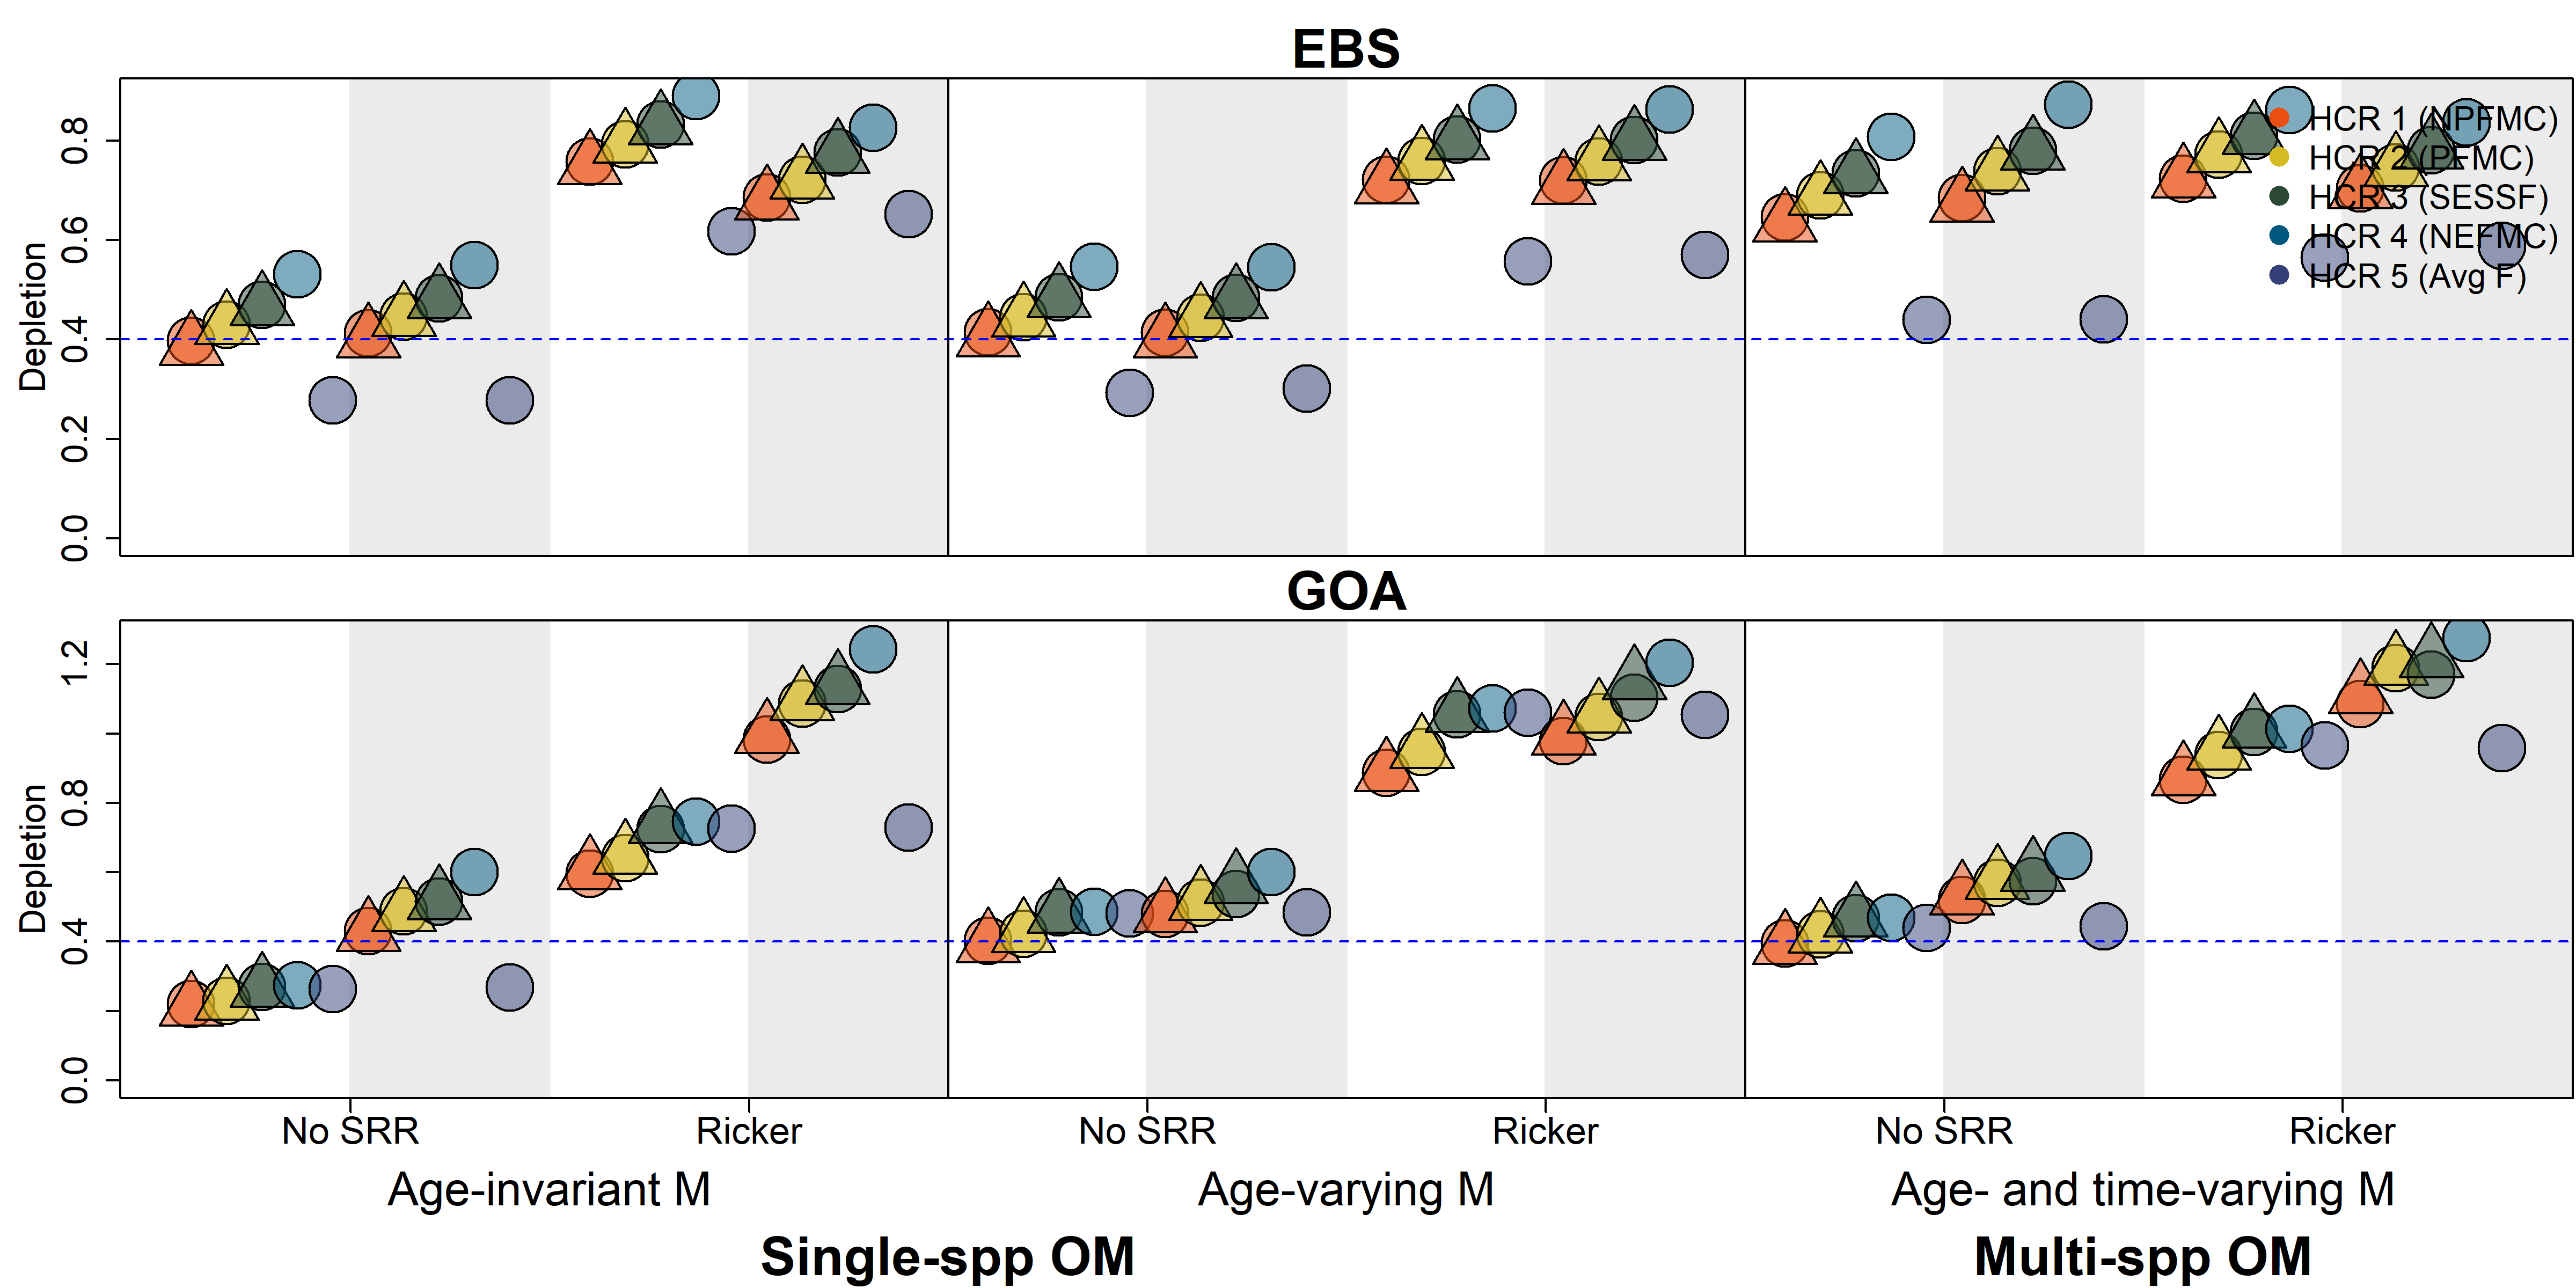 EBS
Depletion
0.8
0.6
0.4
0.2
0.0
HCR 1 (NPFMC)
HCR 2 (PFMC)
HCR 3 (SESSF)
HCR 4 (NEFMC)
HCR 5 (Avg F)
GOA
Depletion
1.2
0.8
0.4
0.0
No SRR Ricker No SRR Ricker No SRR Ricker
Age-invariant M Age-varying M Age- and time-varying M
Single-spp OM Multi-spp OM